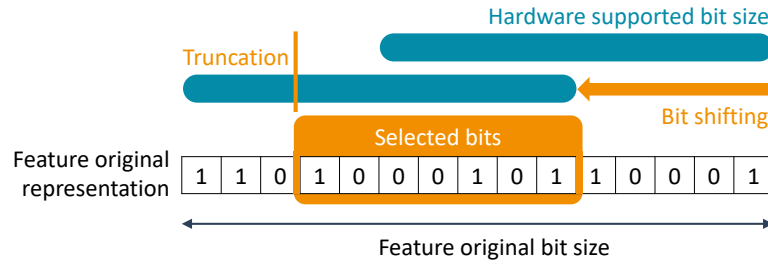 Hardware supported bit size
Truncation
Bit shifting
Selected bits
Feature original
representation
1 1 0 1 0 0 0 1 0 1 1 0 0 0 1
Feature original bit size